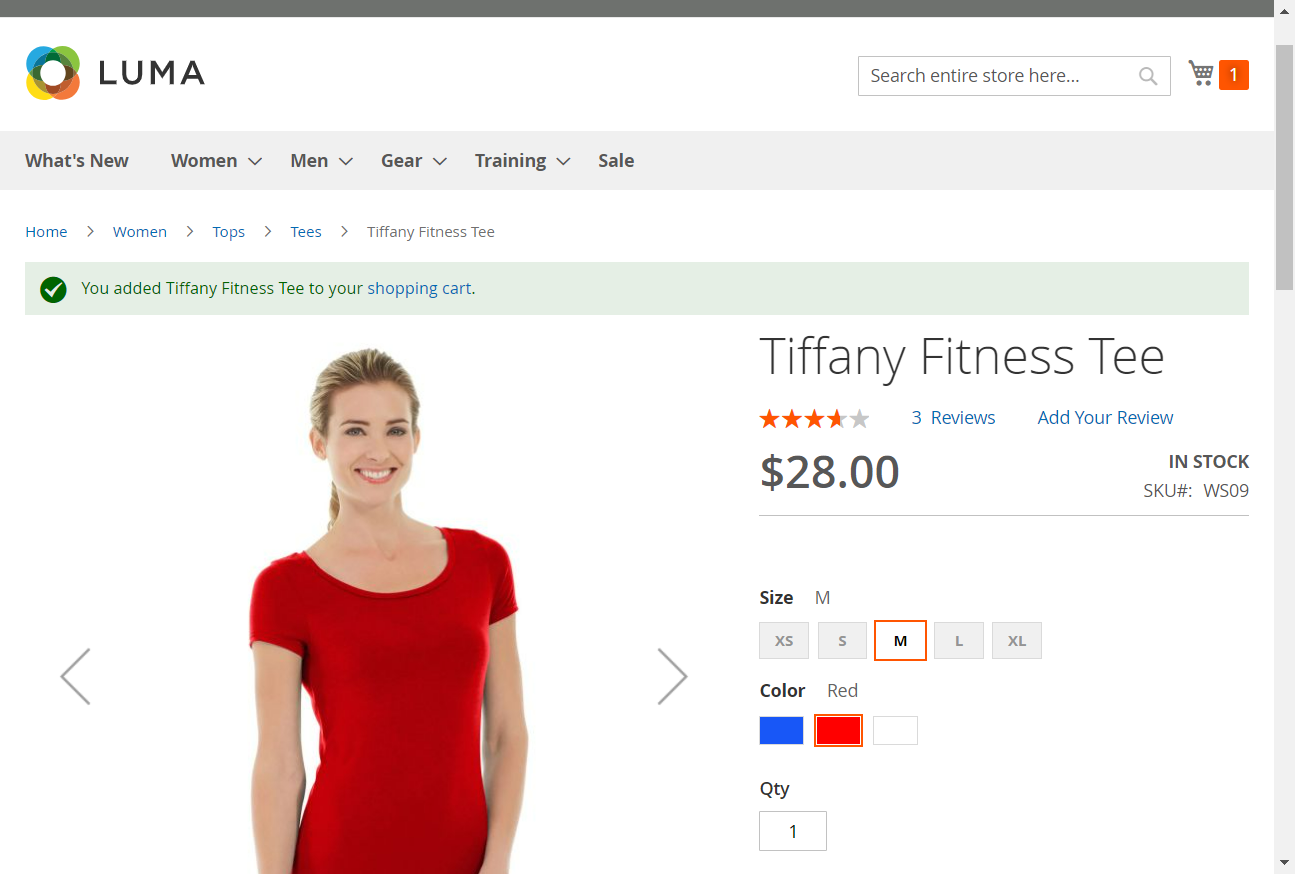 LUMA
Search entire store here...
1
What's New Women Men Gear Training Sale
Home Women Tops Tees Tiffany Fitness Tee
You added Tiffany Fitness Tee to your shopping cart.
Tiffany Fitness Tee
3 Reviews Add Your Review
$28.00
IN STOCK
SKU#: WS09
Size M
XS S M L XL
Color Red
Qty
1